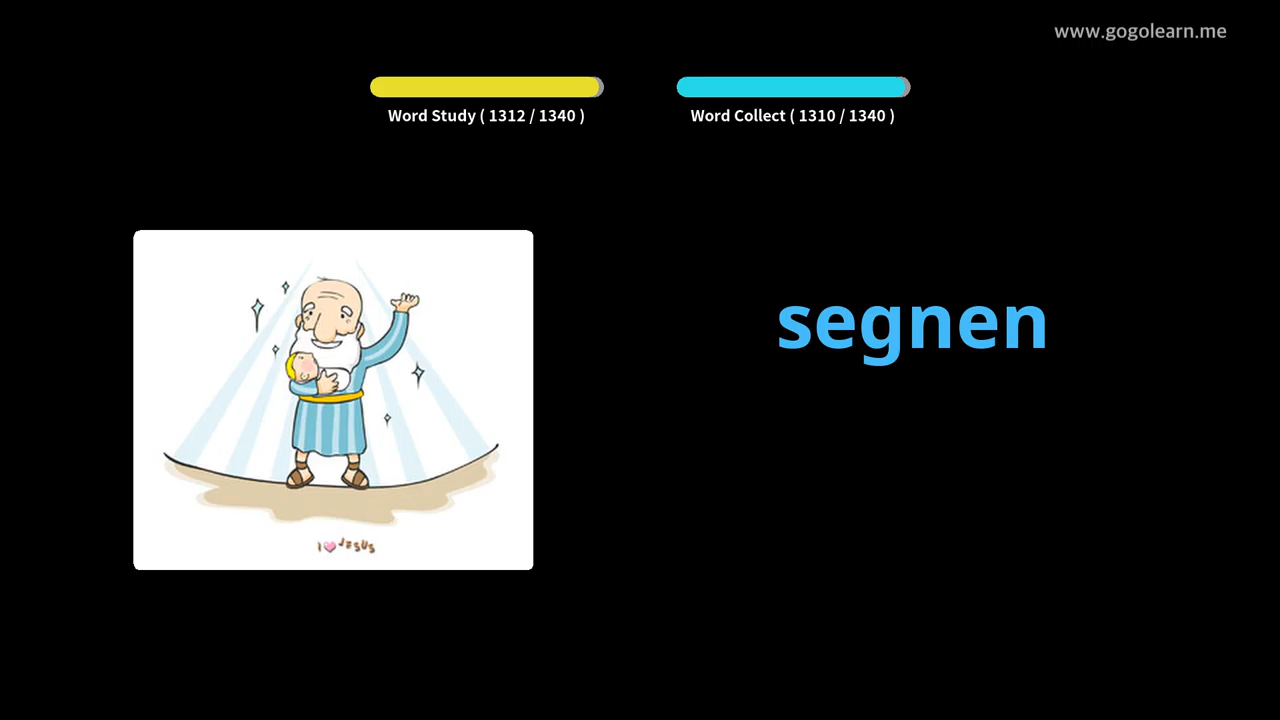 www.gogolearn.me
Word Study ( 1312 / 1340 )
Word Collect ( 1310 / 1340 )
segnen
I ♥ JESUS